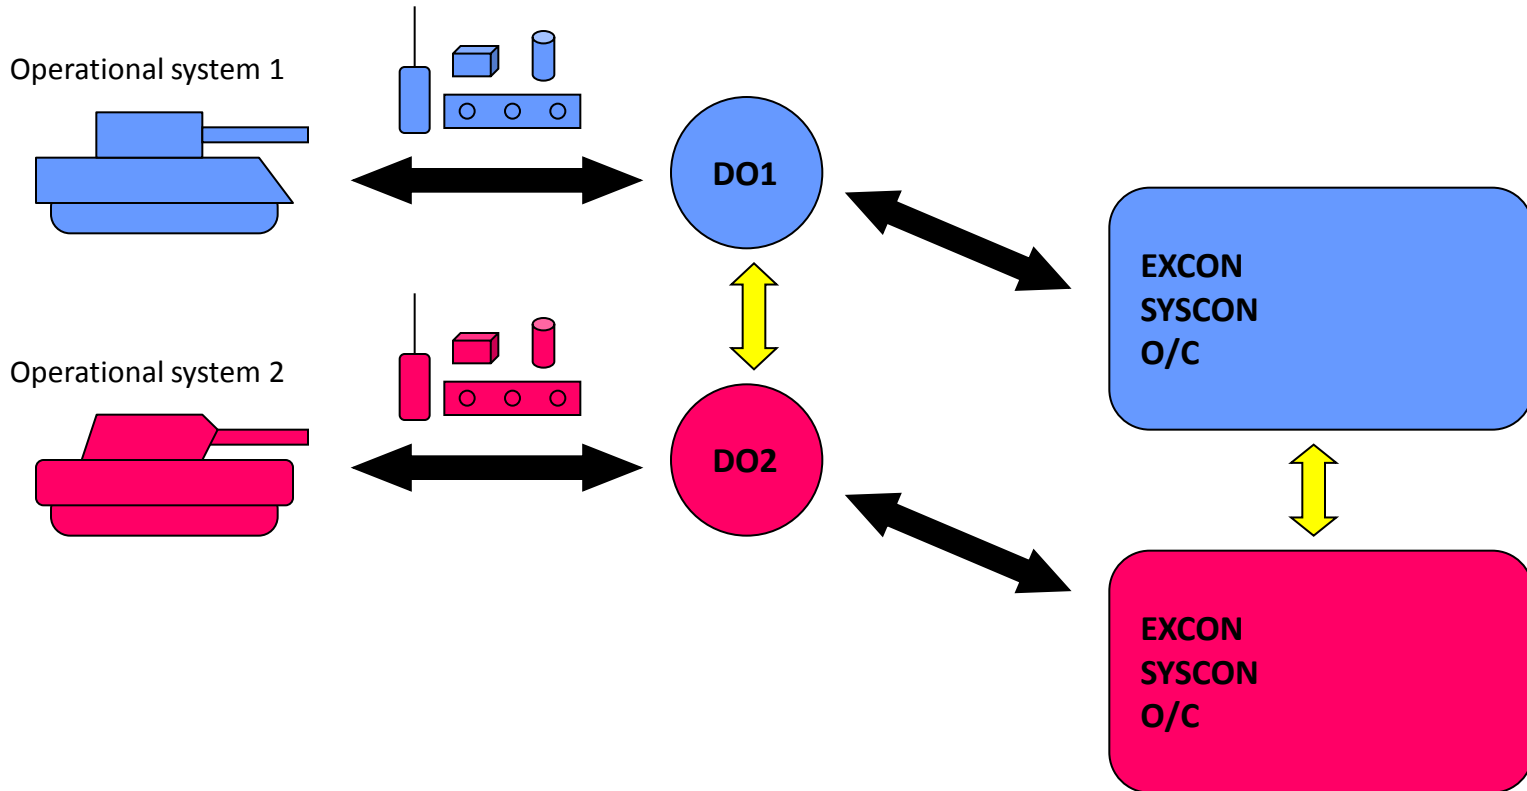 Operational system 1
DO1
EXCON
SYSCON
O/C
Operational system 2
DO2
EXCON
SYSCON
O/C